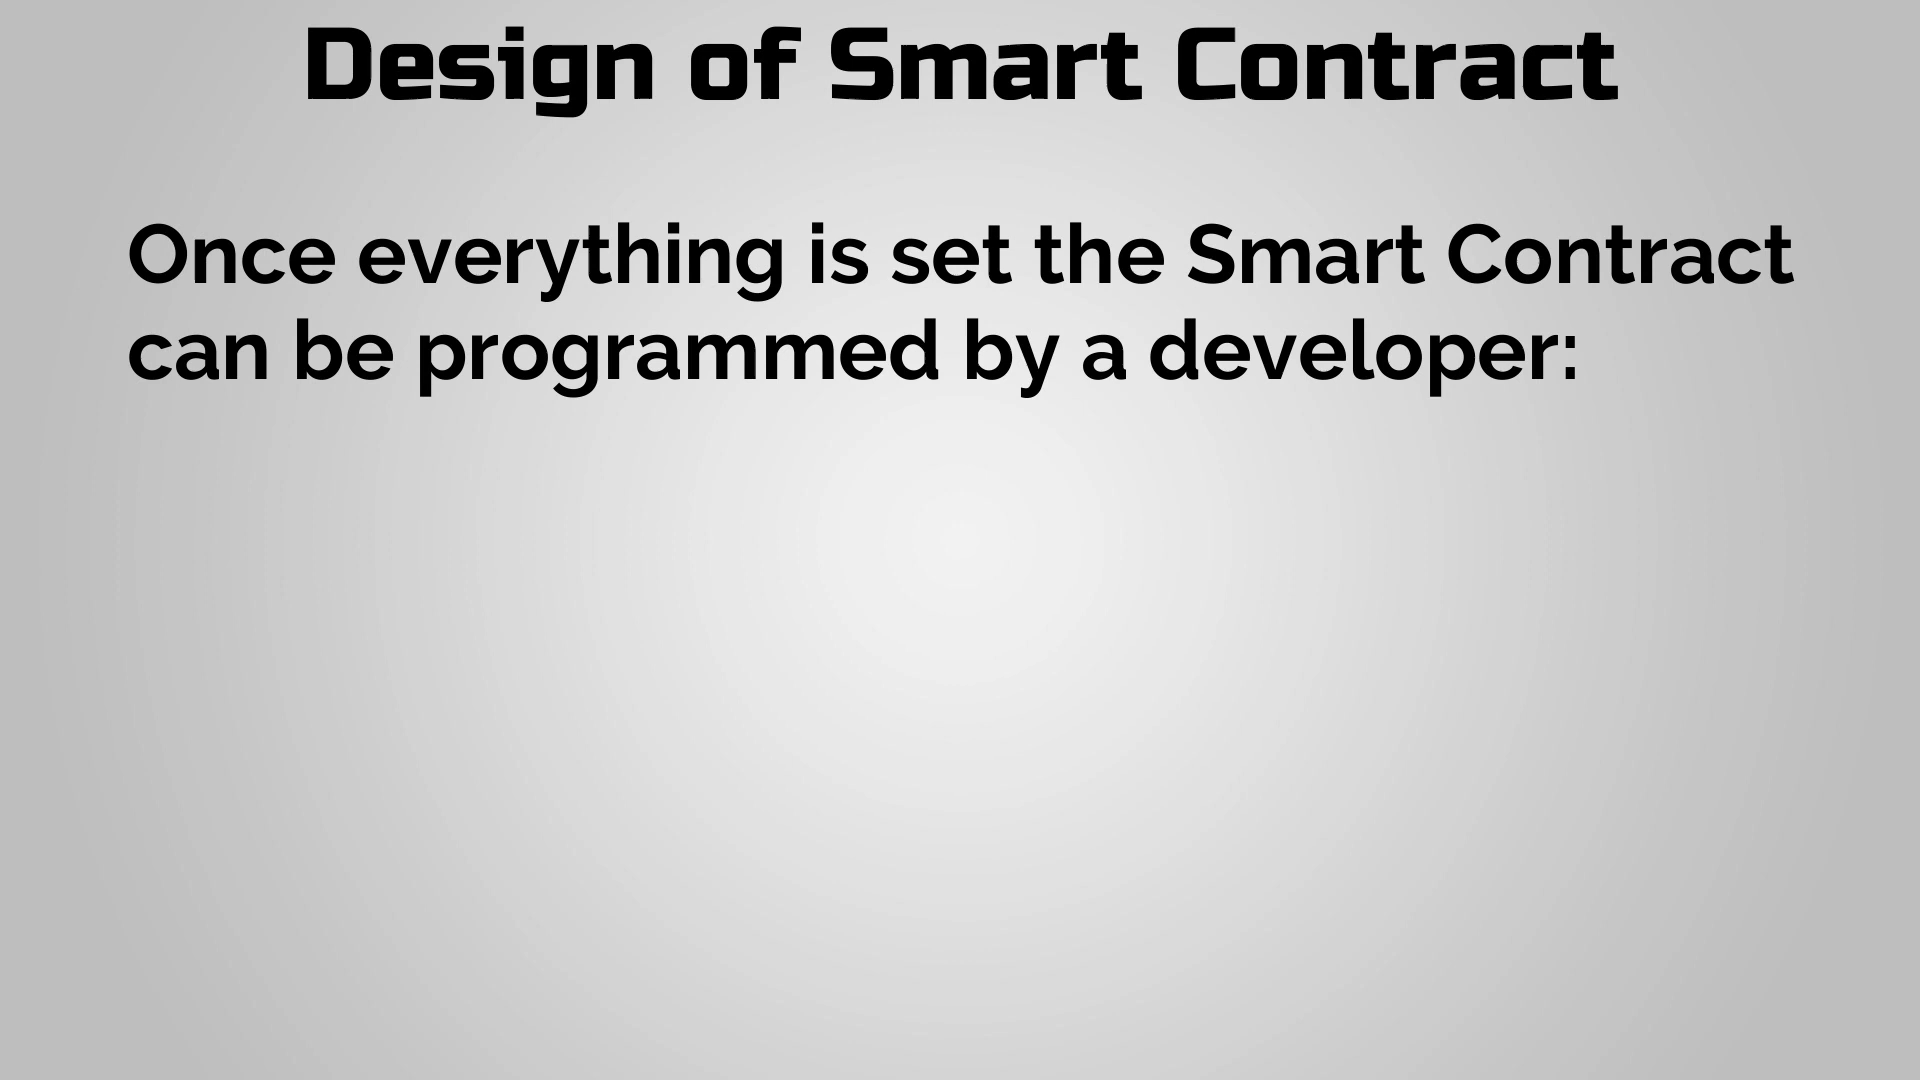 Design of Smart Contract
Once everything is set the Smart Contract
can be programmed by a developer: